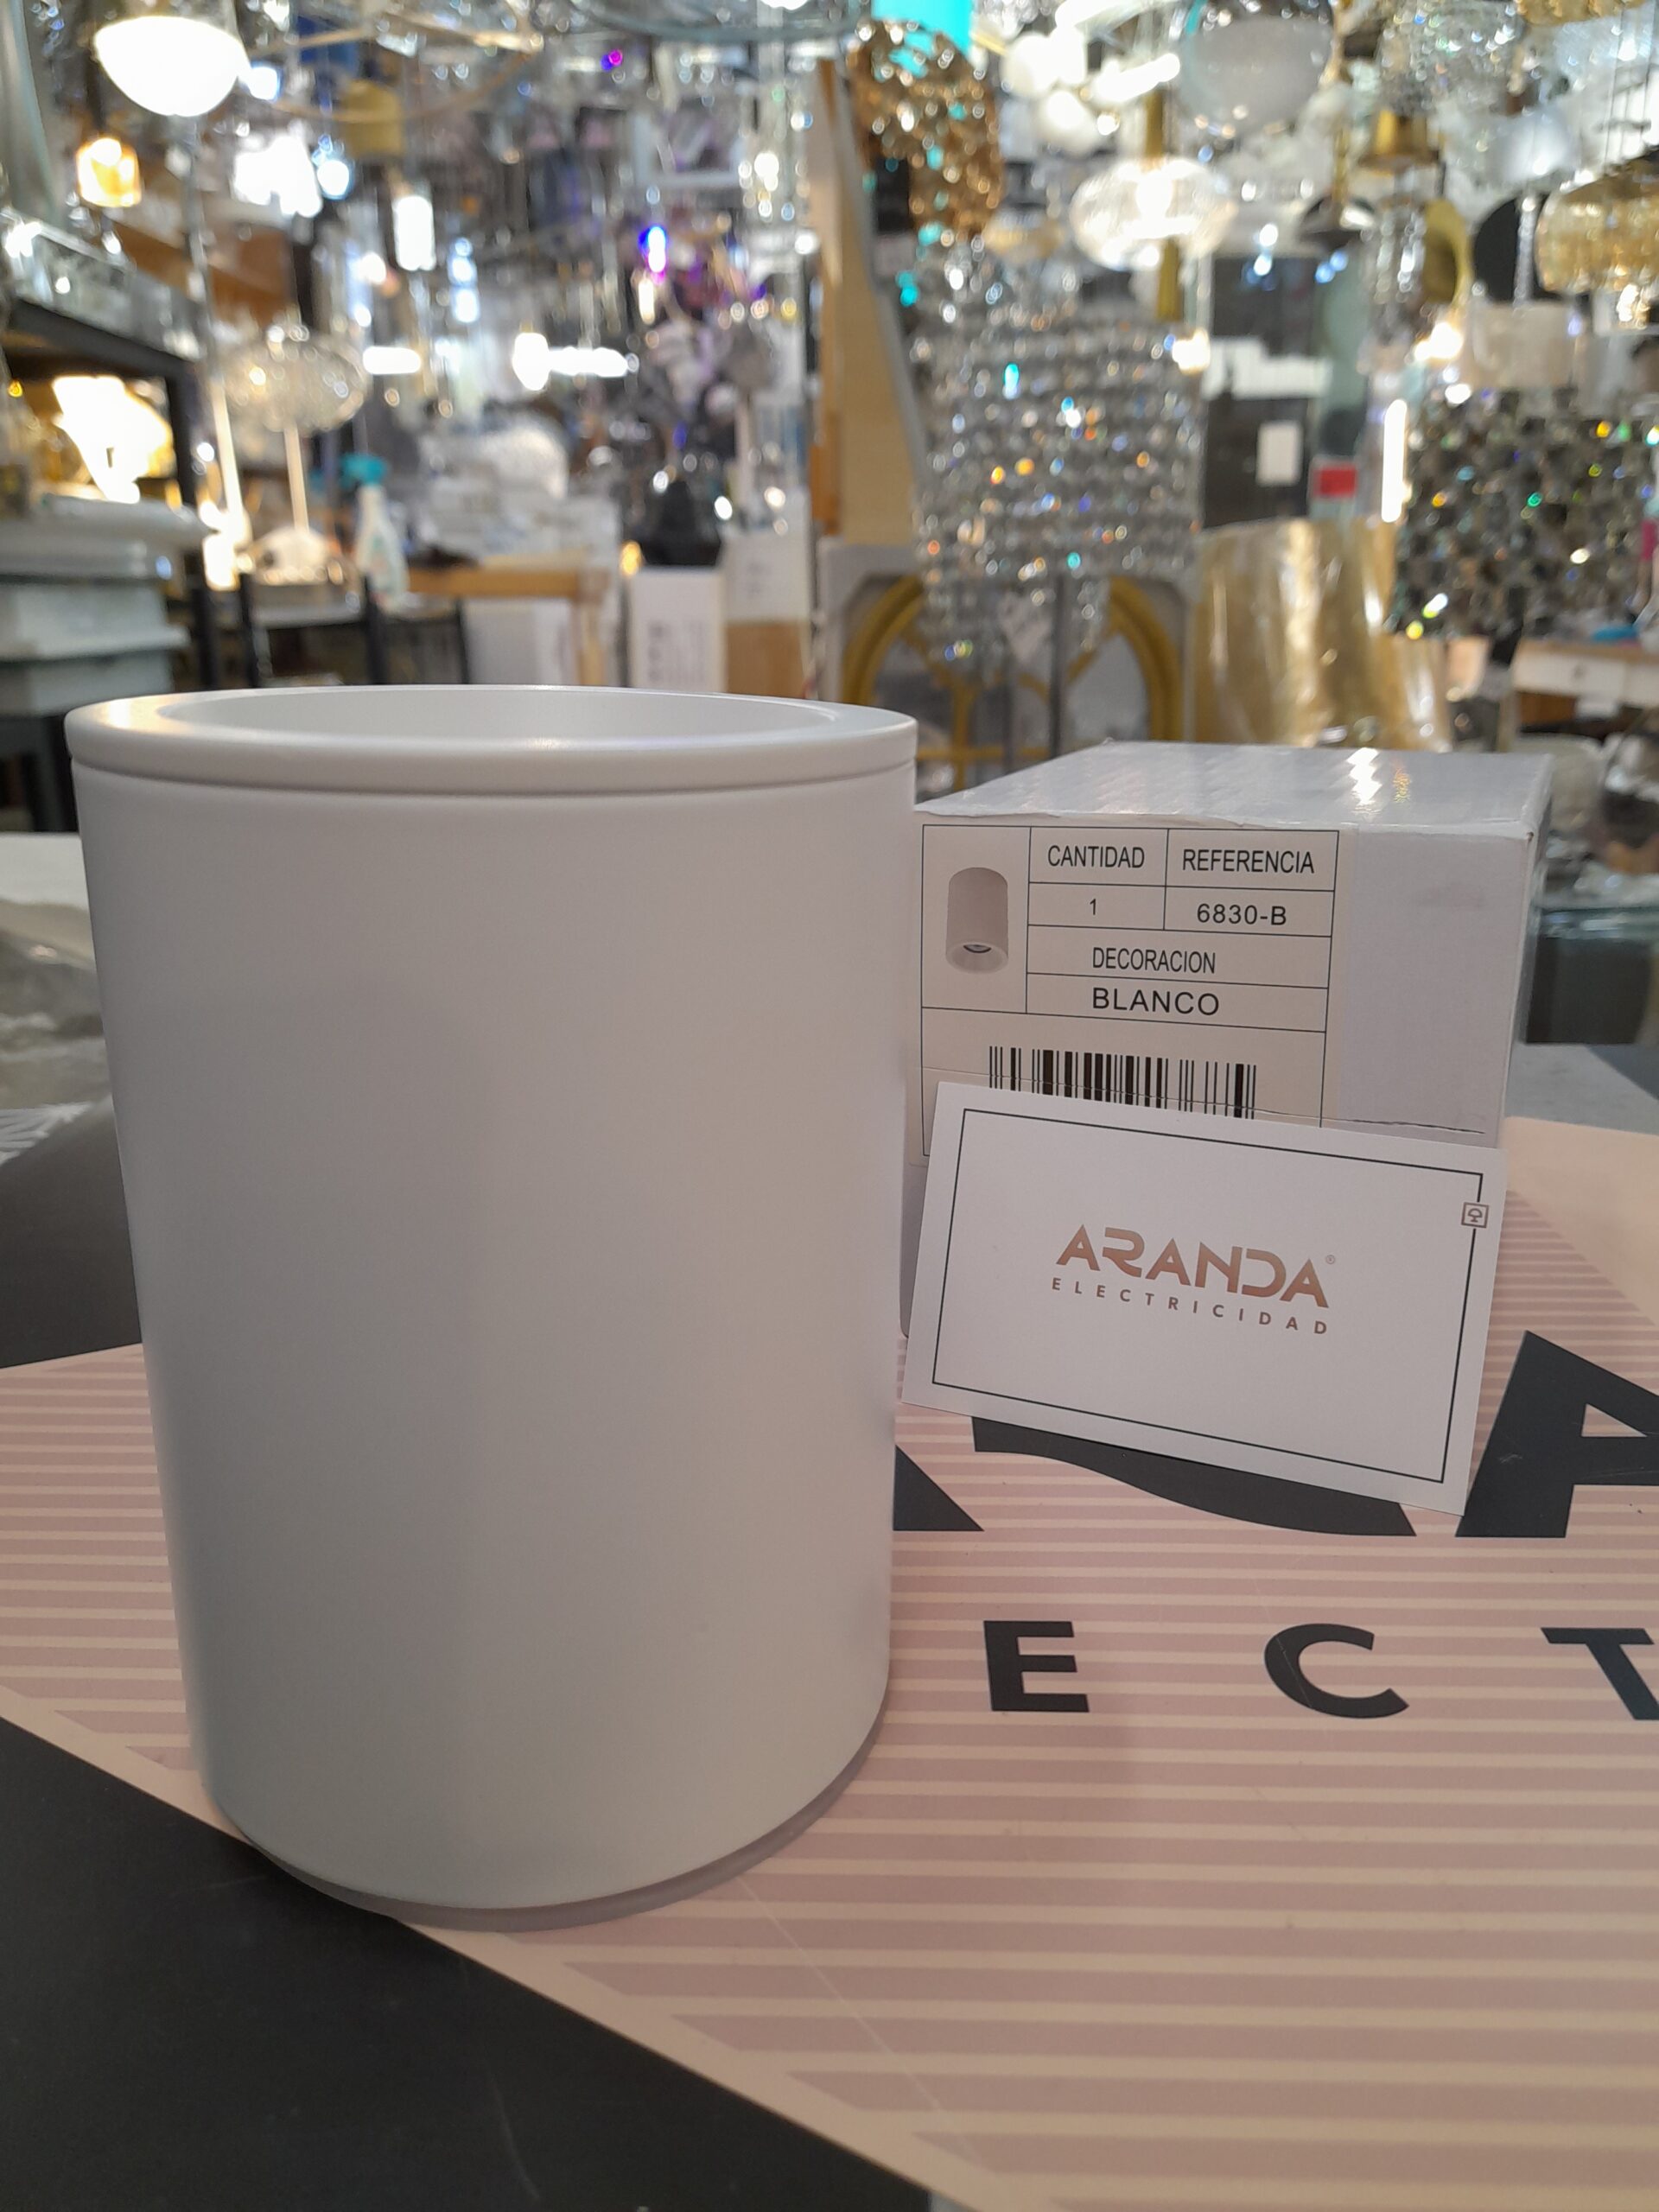 CANTIDAD REFERENCIA
1 6830-B
DECORACION
BLANCO
ARANDA®
ELECTRICIDAD
A
E C T